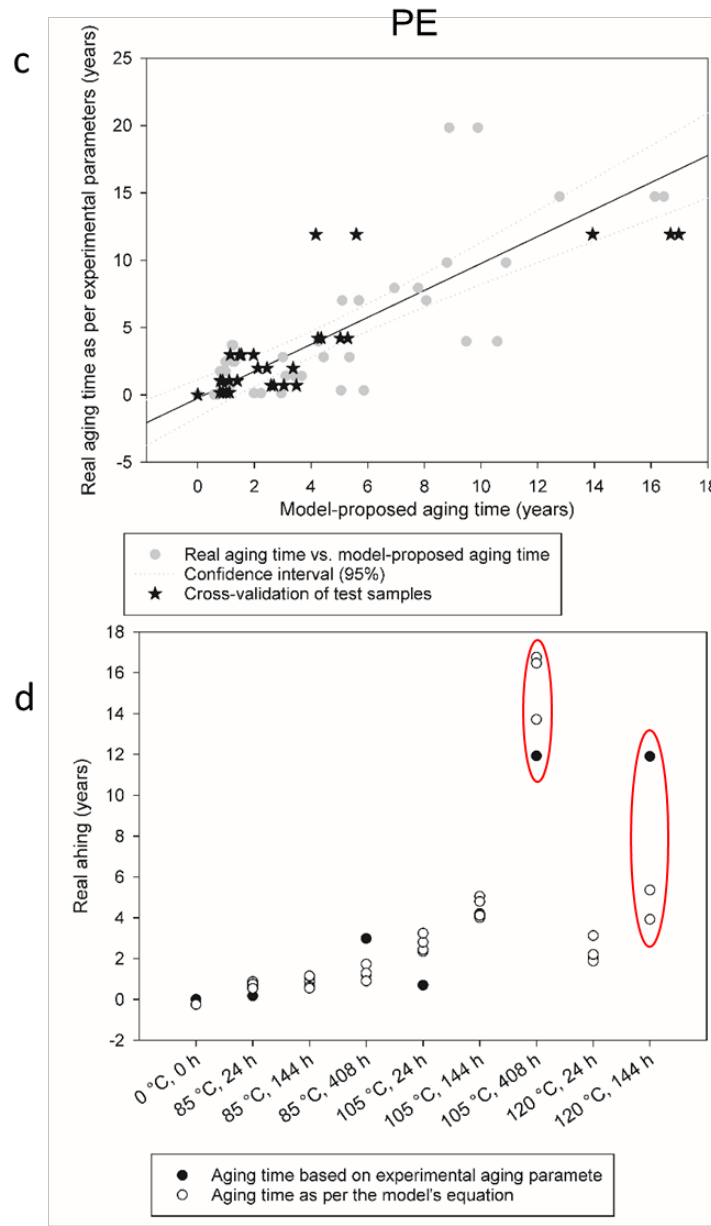 PE
c
Real aging time as per experimental parameters (years)
25
20
15
10
5
0
-5
0 2 4 6 8 10 12 14 16 18
Model-proposed aging time (years)
Real aging time vs. model-proposed aging time
Confidence interval (95%)
Cross-validation of test samples
d
Real ahing (years)
18
16
14
12
10
8
6
4
2
0
-2
0 °C, 0 h
85 °C, 24 h
85 °C, 144 h
85 °C, 408 h
105 °C, 24 h
105 °C, 144 h
105 °C, 408 h
120 °C, 24 h
120 °C, 144 h
Aging time based on experimental aging paramete
Aging time as per the model's equation